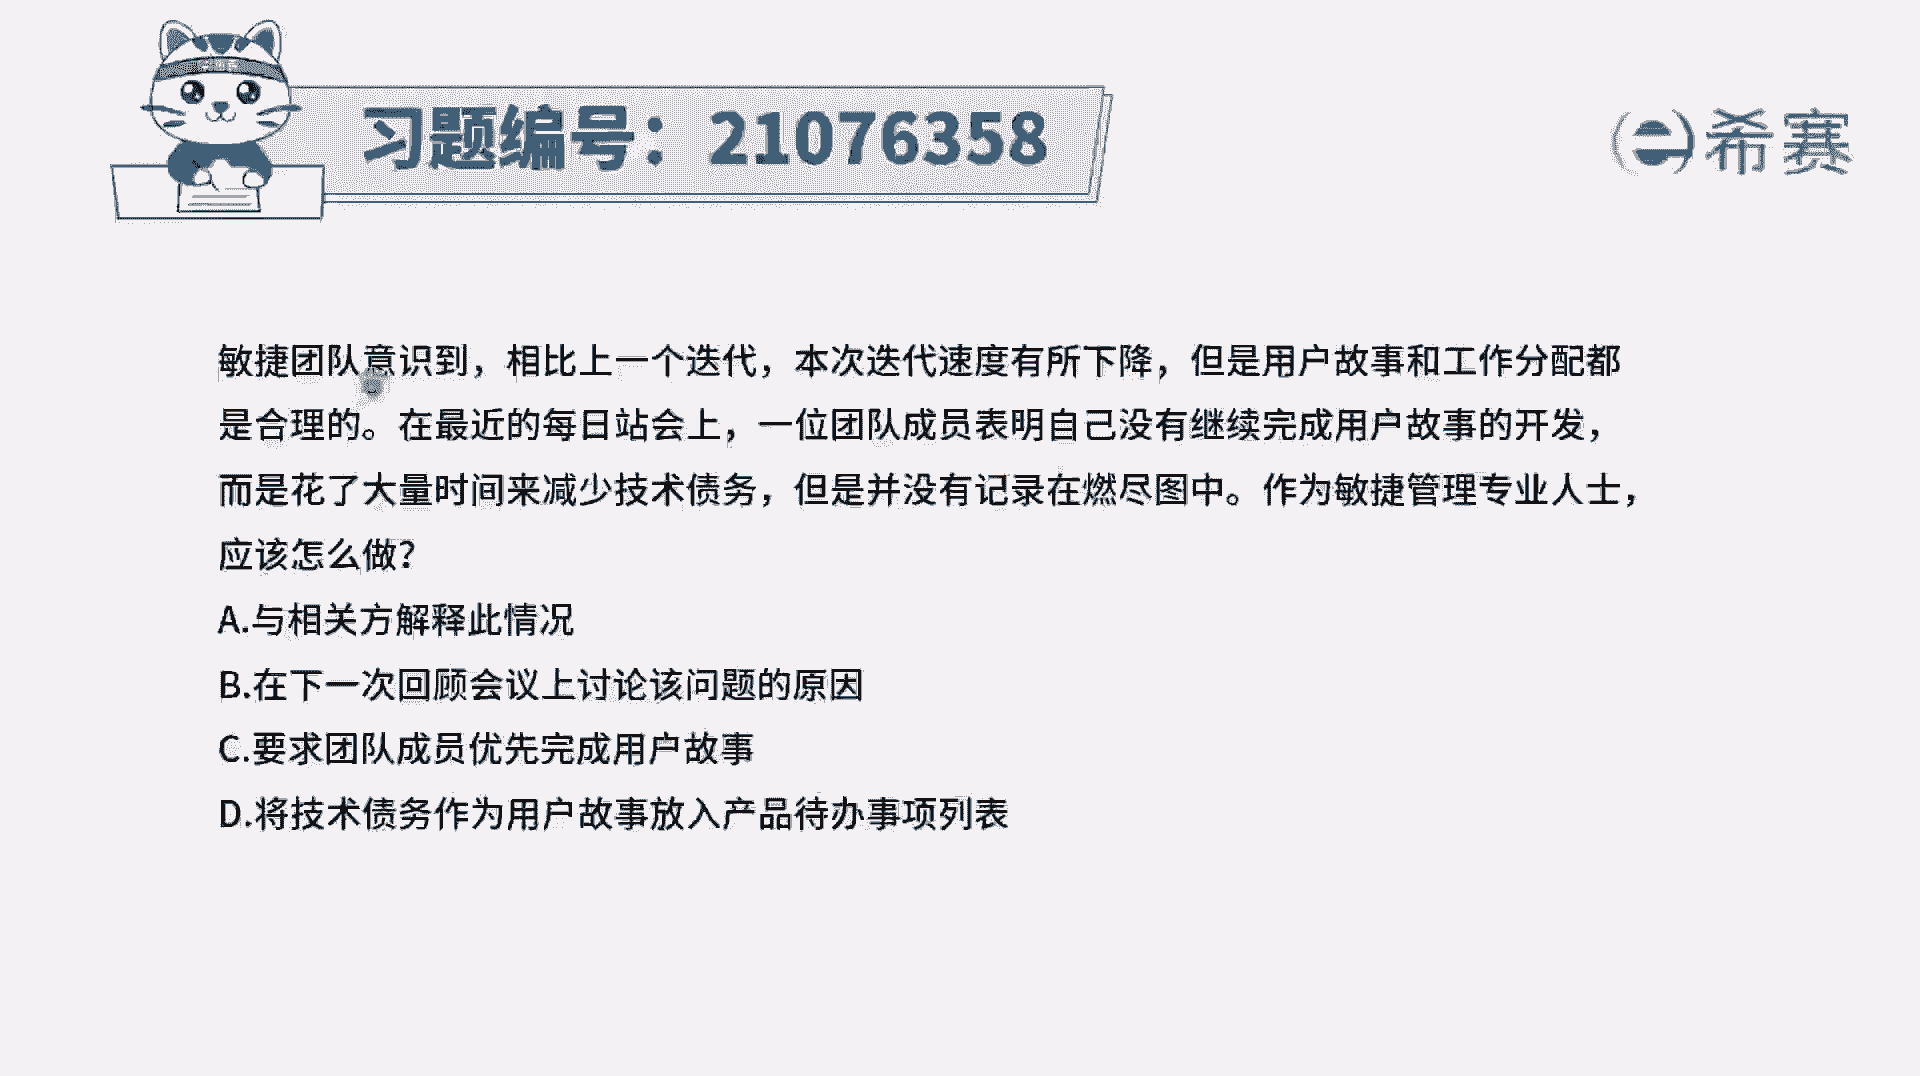 习题编号：21076358
希赛
敏捷团队意识到，相比上一个迭代，本次迭代速度有所下降，但是用户故事和工作分配都
是合理的。在最近的每日站会上，一位团队成员表明自己没有继续完成用户故事的开发，
而是花了大量时间来减少技术债务，但是并没有记录在燃尽图中。作为敏捷管理专业人士，
应该怎么做？
A.与相关方解释此情况
B.在下一次回顾会议上讨论该问题的原因
C.要求团队成员优先完成用户故事
D.将技术债务作为用户故事放入产品待办事项列表